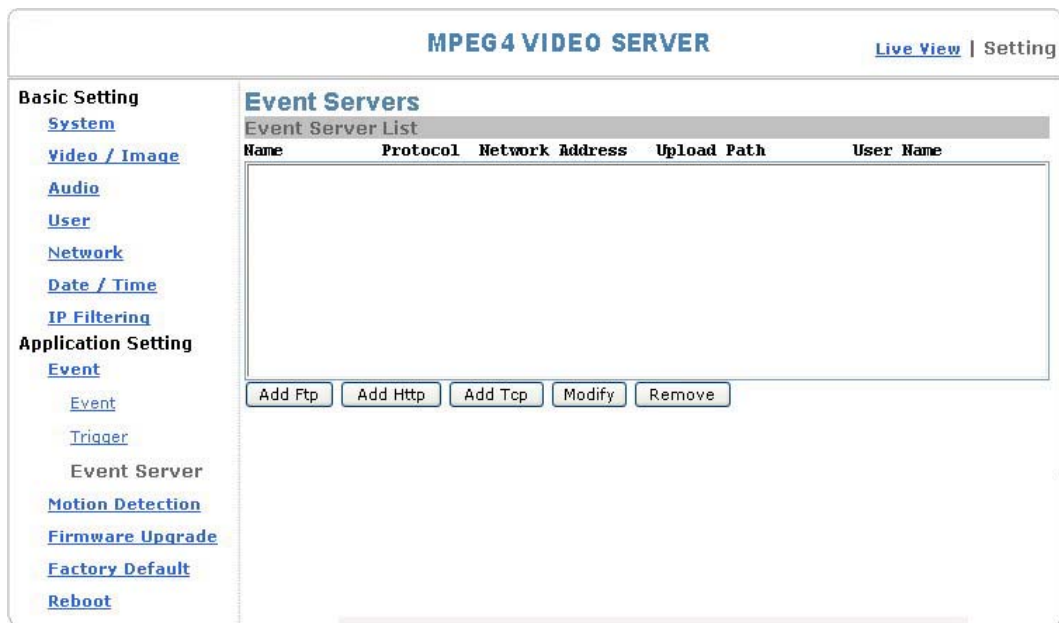 MPEG4 VIDEO SERVER
Live View | Setting
Basic Setting
System
Video / Image
Audio
User
Network
Date / Time
IP Filtering
Application Setting
Event
Event
Trigger
Event Server
Motion Detection
Firmware Upgrade
Factory Default
Reboot
Event Servers
Event Server List
Name Protocol Network Address Upload Path User Name
Add Ftp Add Http Add Tcp Modify Remove